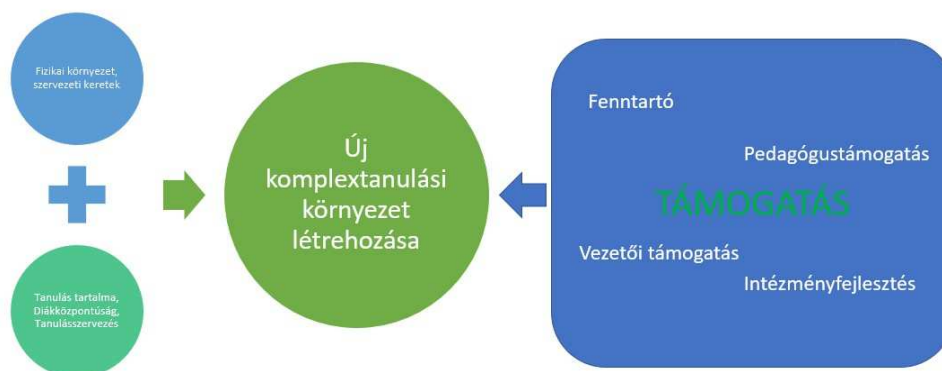 Fizikai környezet,
szervezeti keretek
Tanulás tartalma,
Diákközpontúság,
Tanulásszervezés
Új
komplextanulási
környezet
létrehozása
Fenntartó
Pedagógustámogatás
TÁMOGATÁS
Vezetői támogatás
Intézményfejlesztés